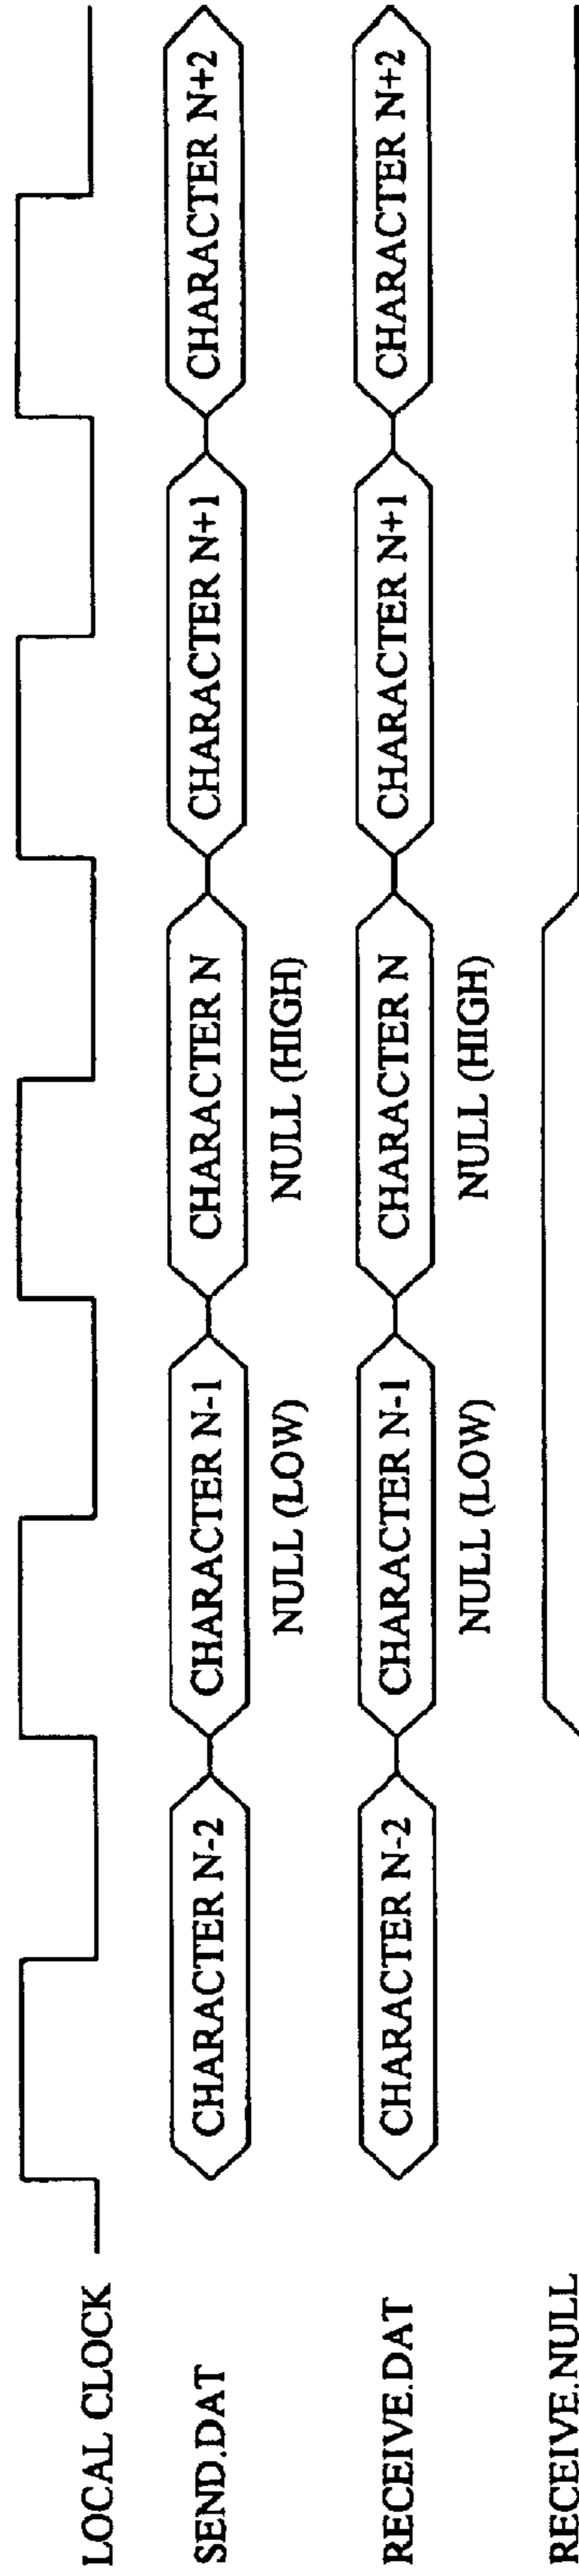 LOCAL CLOCK
SEND.DAT
CHARACTER N-2
CHARACTER N-1
CHARACTER N
CHARACTER N+1
CHARACTER N+2
NULL (LOW)
NULL (HIGH)
RECEIVE.DAT
CHARACTER N-2
CHARACTER N-1
CHARACTER N
CHARACTER N+1
CHARACTER N+2
NULL (LOW)
NULL (HIGH)
RECEIVE.NULL